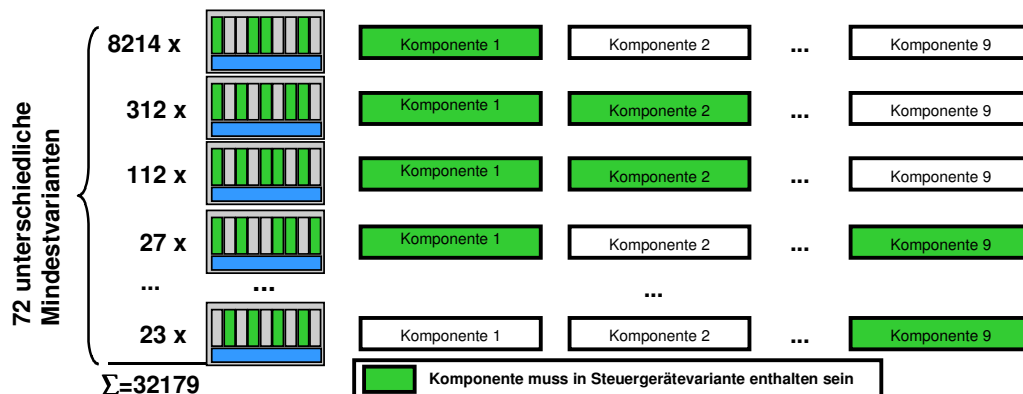 72 unterschiedliche
Mindestvarianten
8214 x Komponente 1 Komponente 2 ... Komponente 9
312 x Komponente 1 Komponente 2 ... Komponente 9
112 x Komponente 1 Komponente 2 ... Komponente 9
27 x Komponente 1 Komponente 2 ... Komponente 9
... ... ...
23 x Komponente 1 Komponente 2 Komponente 9
Σ=32179
Komponente muss in Steuergerätevariante enthalten sein